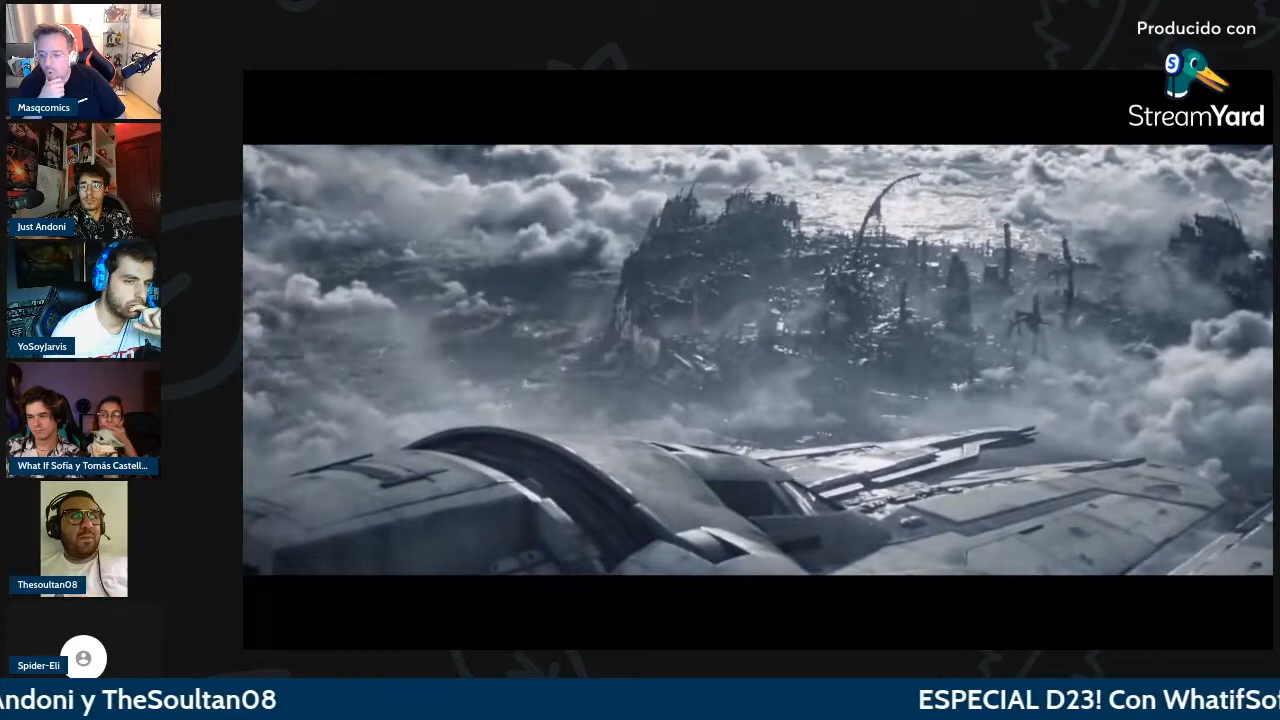 Producido con
StreamYard
Masqcomics
Just Andoni
YoSoyJarvis
What If Sofía y Tomás Castell...
Thesoultan08
Spider-Eli
Andoni y TheSoultan08
ESPECIAL D23! Con WhatifSof